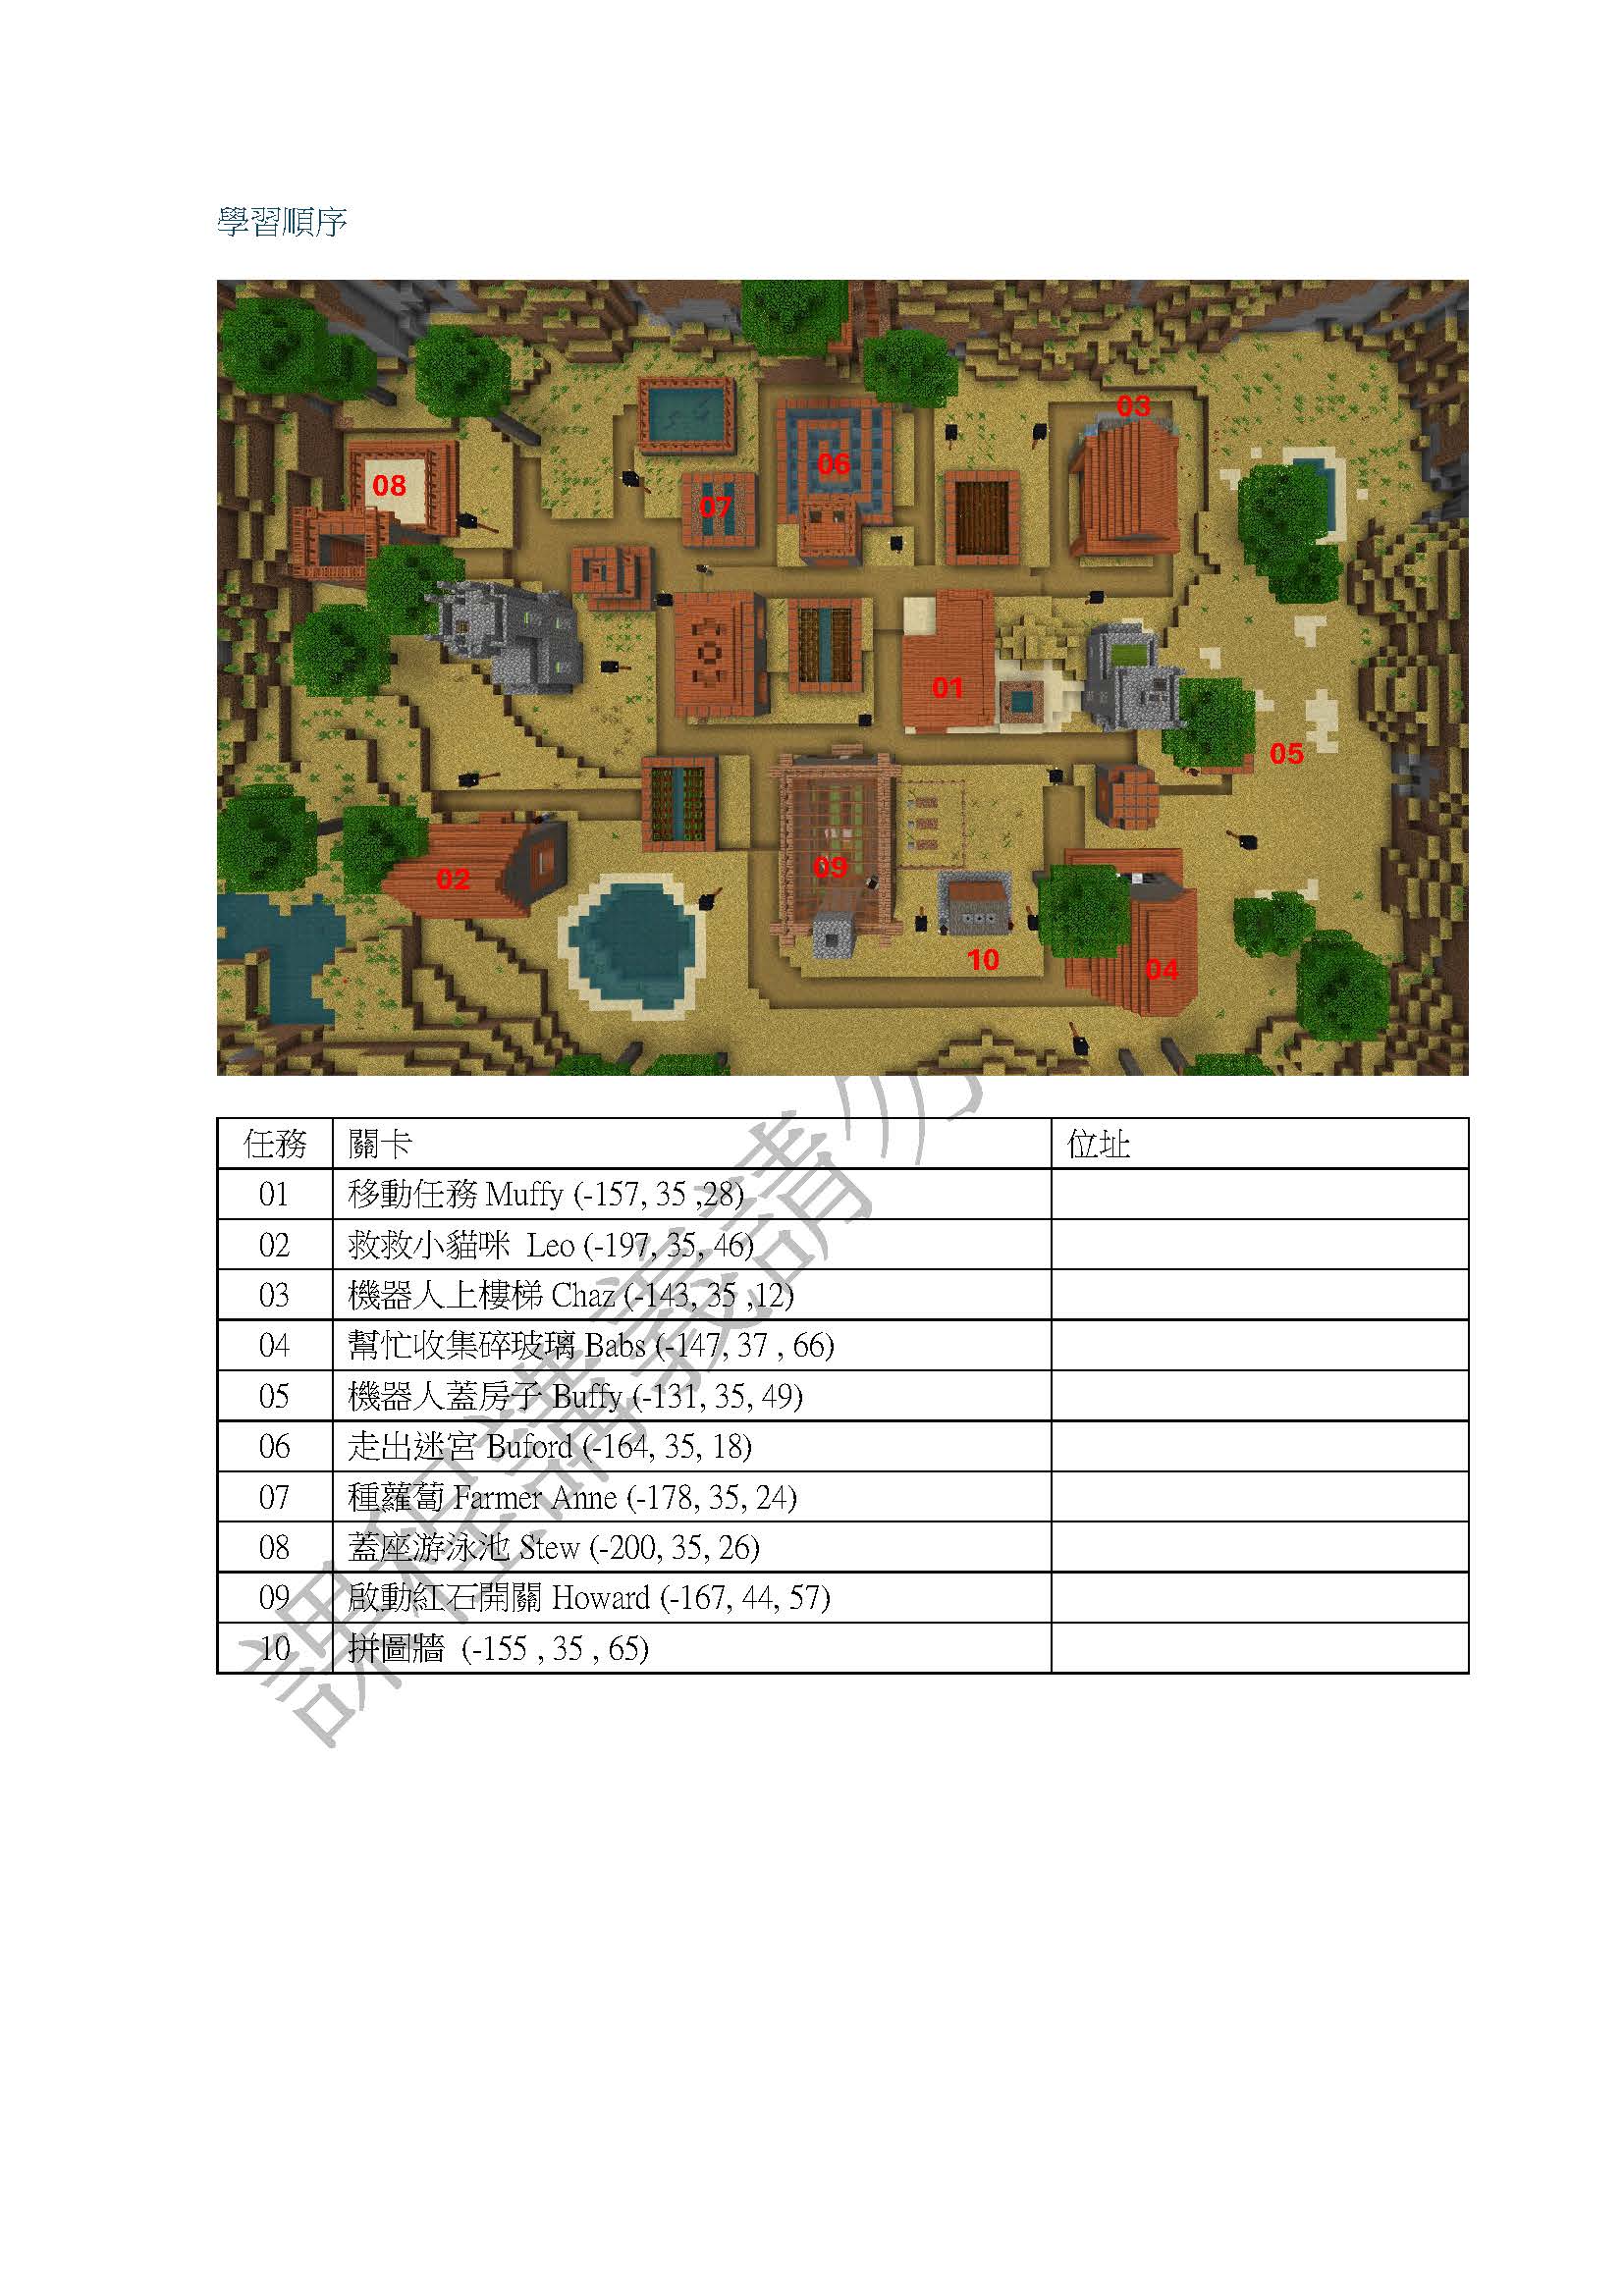 學習順序
03
06
08
07
01
05
09
02
10
04
任務 關卡 位址
01 移動任務 Muffy (-157, 35 ,28)
02 救救小貓咪 Leo (-197, 35, 46)
03 機器人上樓梯 Chaz (-143, 35 ,12)
04 幫忙收集碎玻璃 Babs (-147, 37 , 66)
05 機器人蓋房子 Buffy (-131, 35, 49)
06 走出迷宮 Buford (-164, 35, 18)
07 種蘿蔔 Farmer Anne (-178, 35, 24)
08 蓋座游泳池 Stew (-200, 35, 26)
09 啟動紅石開關 Howard (-167, 44, 57)
10 拼圖牆 (-155 , 35 , 65)
課程講義請勿